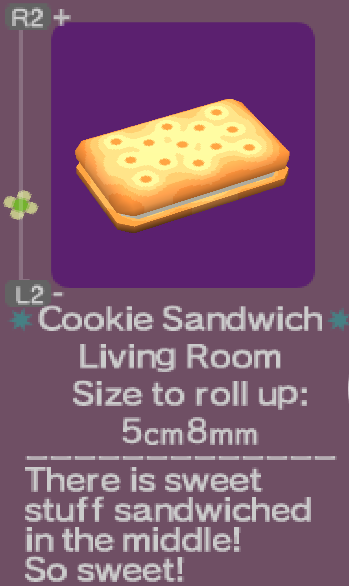 R2 +
L2 -
Cookie Sandwich
Living Room
Size to roll up:
5cm8mm
There is sweet
stuff sandwiched
in the middle!
So sweet!